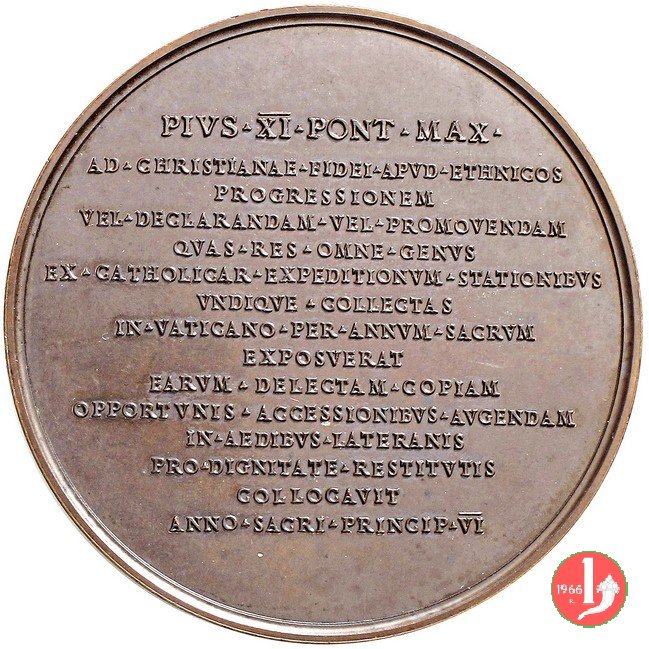 PIVS · XI · PONT · MAX ·
AD · CHRISTIANAE · FIDEI · APVD · ETHNICOS
PROGRESSIONEM
VEL · DECLARANDAM · VEL · PROMOVENDAM
QVAS · RES · OMNE · GENVS
EX · CATHOLICAR · EXPEDITIONVM · STATIONIBVS
VNDIQVE · COLLECTAS
IN · VATICANO · PER · ANNVM · SACRVM
EXPOSVERAT
EARVM · DELECTAM · COPIAM
OPPORTVNIS · ACCESSIONIBVS · AVGENDAM
IN · AEDIBVS · LATERANIS
PRO · DIGNITATE · RESTITVTIS
COLLOCAVIT
ANNO · SACRI · PRINCIP · VI
1966